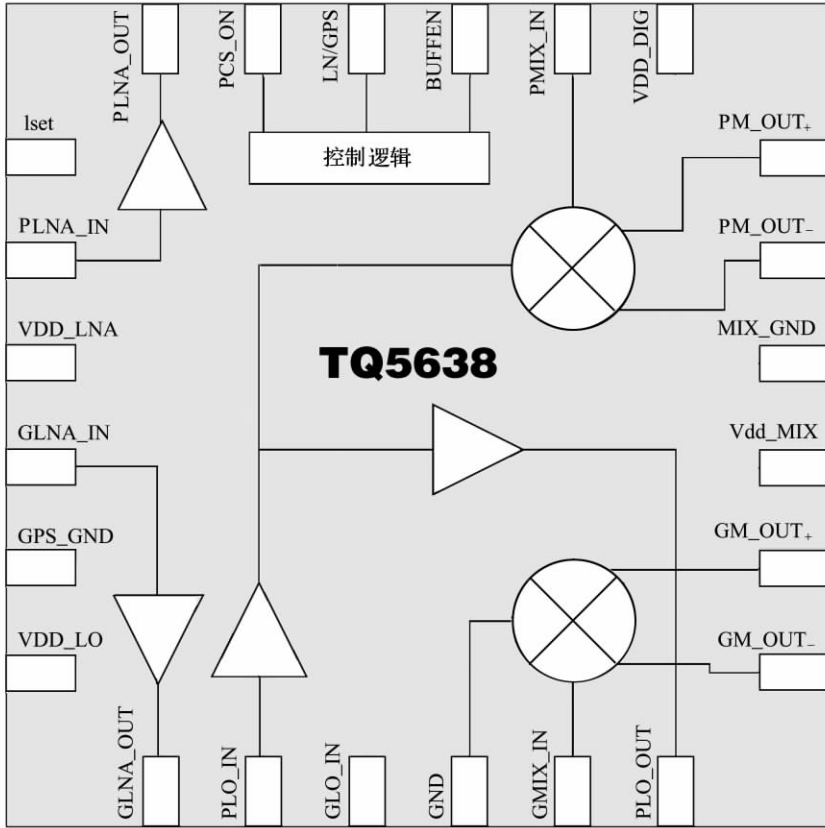 PLNA_OUT
PCS_ON
LN/GPS
BUFFEN
PMIX_IN
VDD_DIG
lset
控制逻辑
PM_OUT+
PLNA_IN
PM_OUT−
VDD_LNA
TQ5638
MIX_GND
GLNA_IN
Vdd_MIX
GPS_GND
GM_OUT+
VDD_LO
GM_OUT−
GLNA_OUT
PLO_IN
GLO_IN
GND
GMIX_IN
PLO_OUT